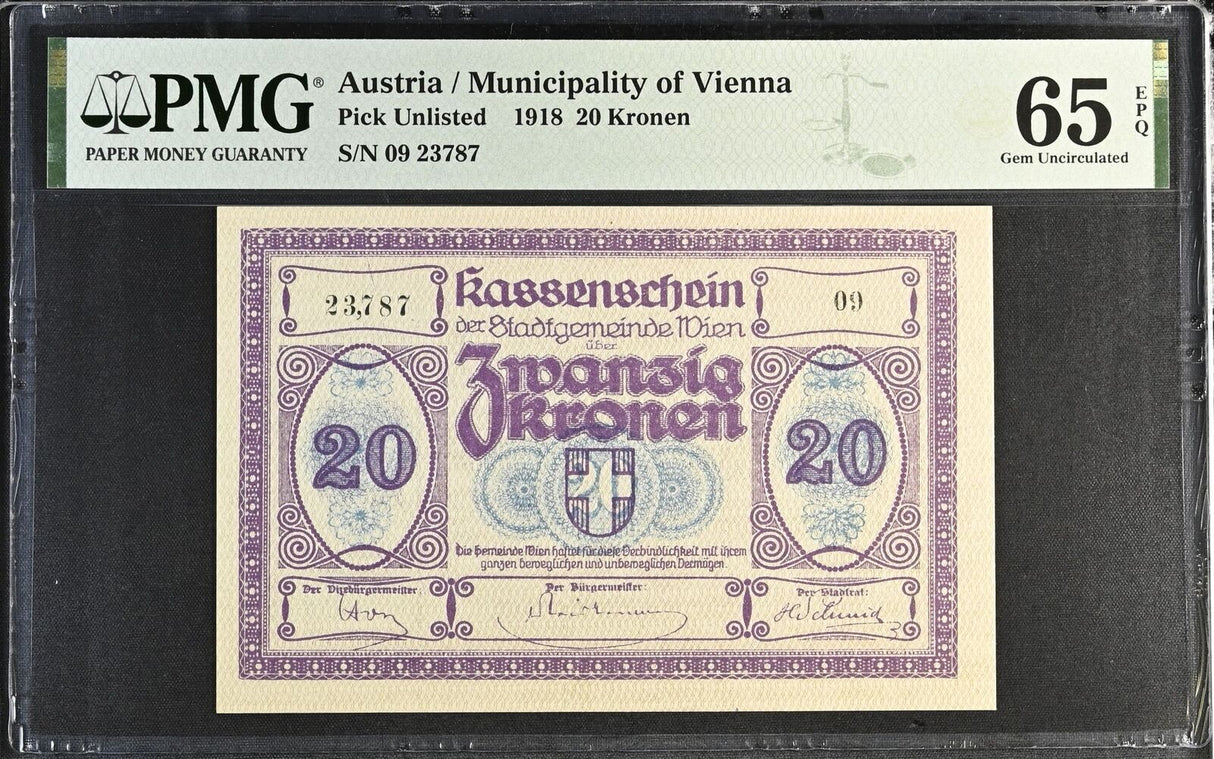 PMG®
PAPER MONEY GUARANTY
Austria / Municipality of Vienna
Pick Unlisted 1918 20 Kronen
S/N 09 23787
65
EPQ
Gem Uncirculated
23,787
Kassenschein
09
der Stadtgemeinde Wien
über
Zwanzig
Kronen
20
20
Die Gemeinde Wien haftet für diese Verbindlichkeit mit ihrem
ganzen beweglichen und unbeweglichen Vermögen.
Der Vizebürgermeister:
Der Bürgermeister:
Der Stadtrat:
HSchmid